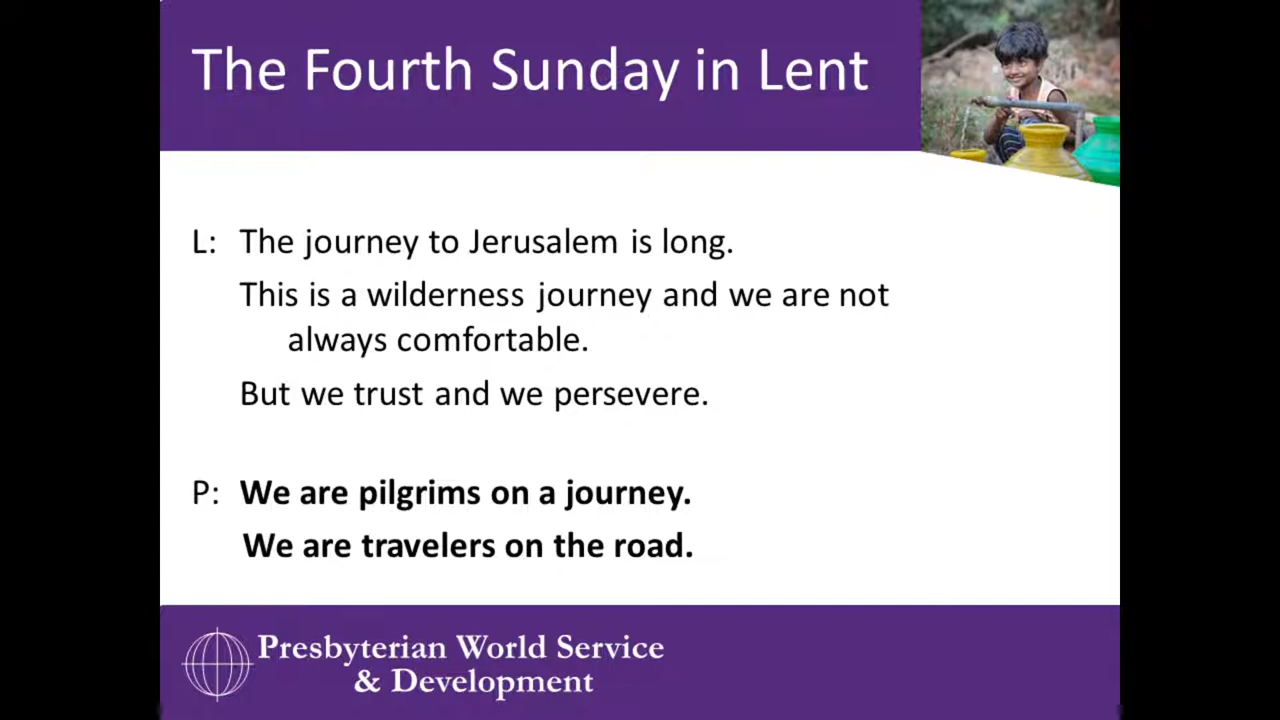 The Fourth Sunday in Lent
L: The journey to Jerusalem is long.
This is a wilderness journey and we are not
always comfortable.
But we trust and we persevere.
P: We are pilgrims on a journey.
We are travelers on the road.
Presbyterian World Service
& Development